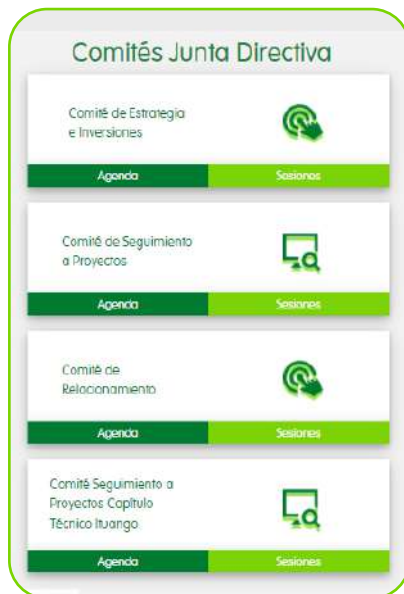 Comités Junta Directiva
Comité de Estrategia
e Inversiones
Agenda
Sesiones
Comité de Seguimiento
a Proyectos
Agenda
Sesiones
Comité de
Relacionamiento
Agenda
Sesiones
Comité Seguimiento a
Proyectos Capítulo
Técnico Ituango
Agenda
Sesiones